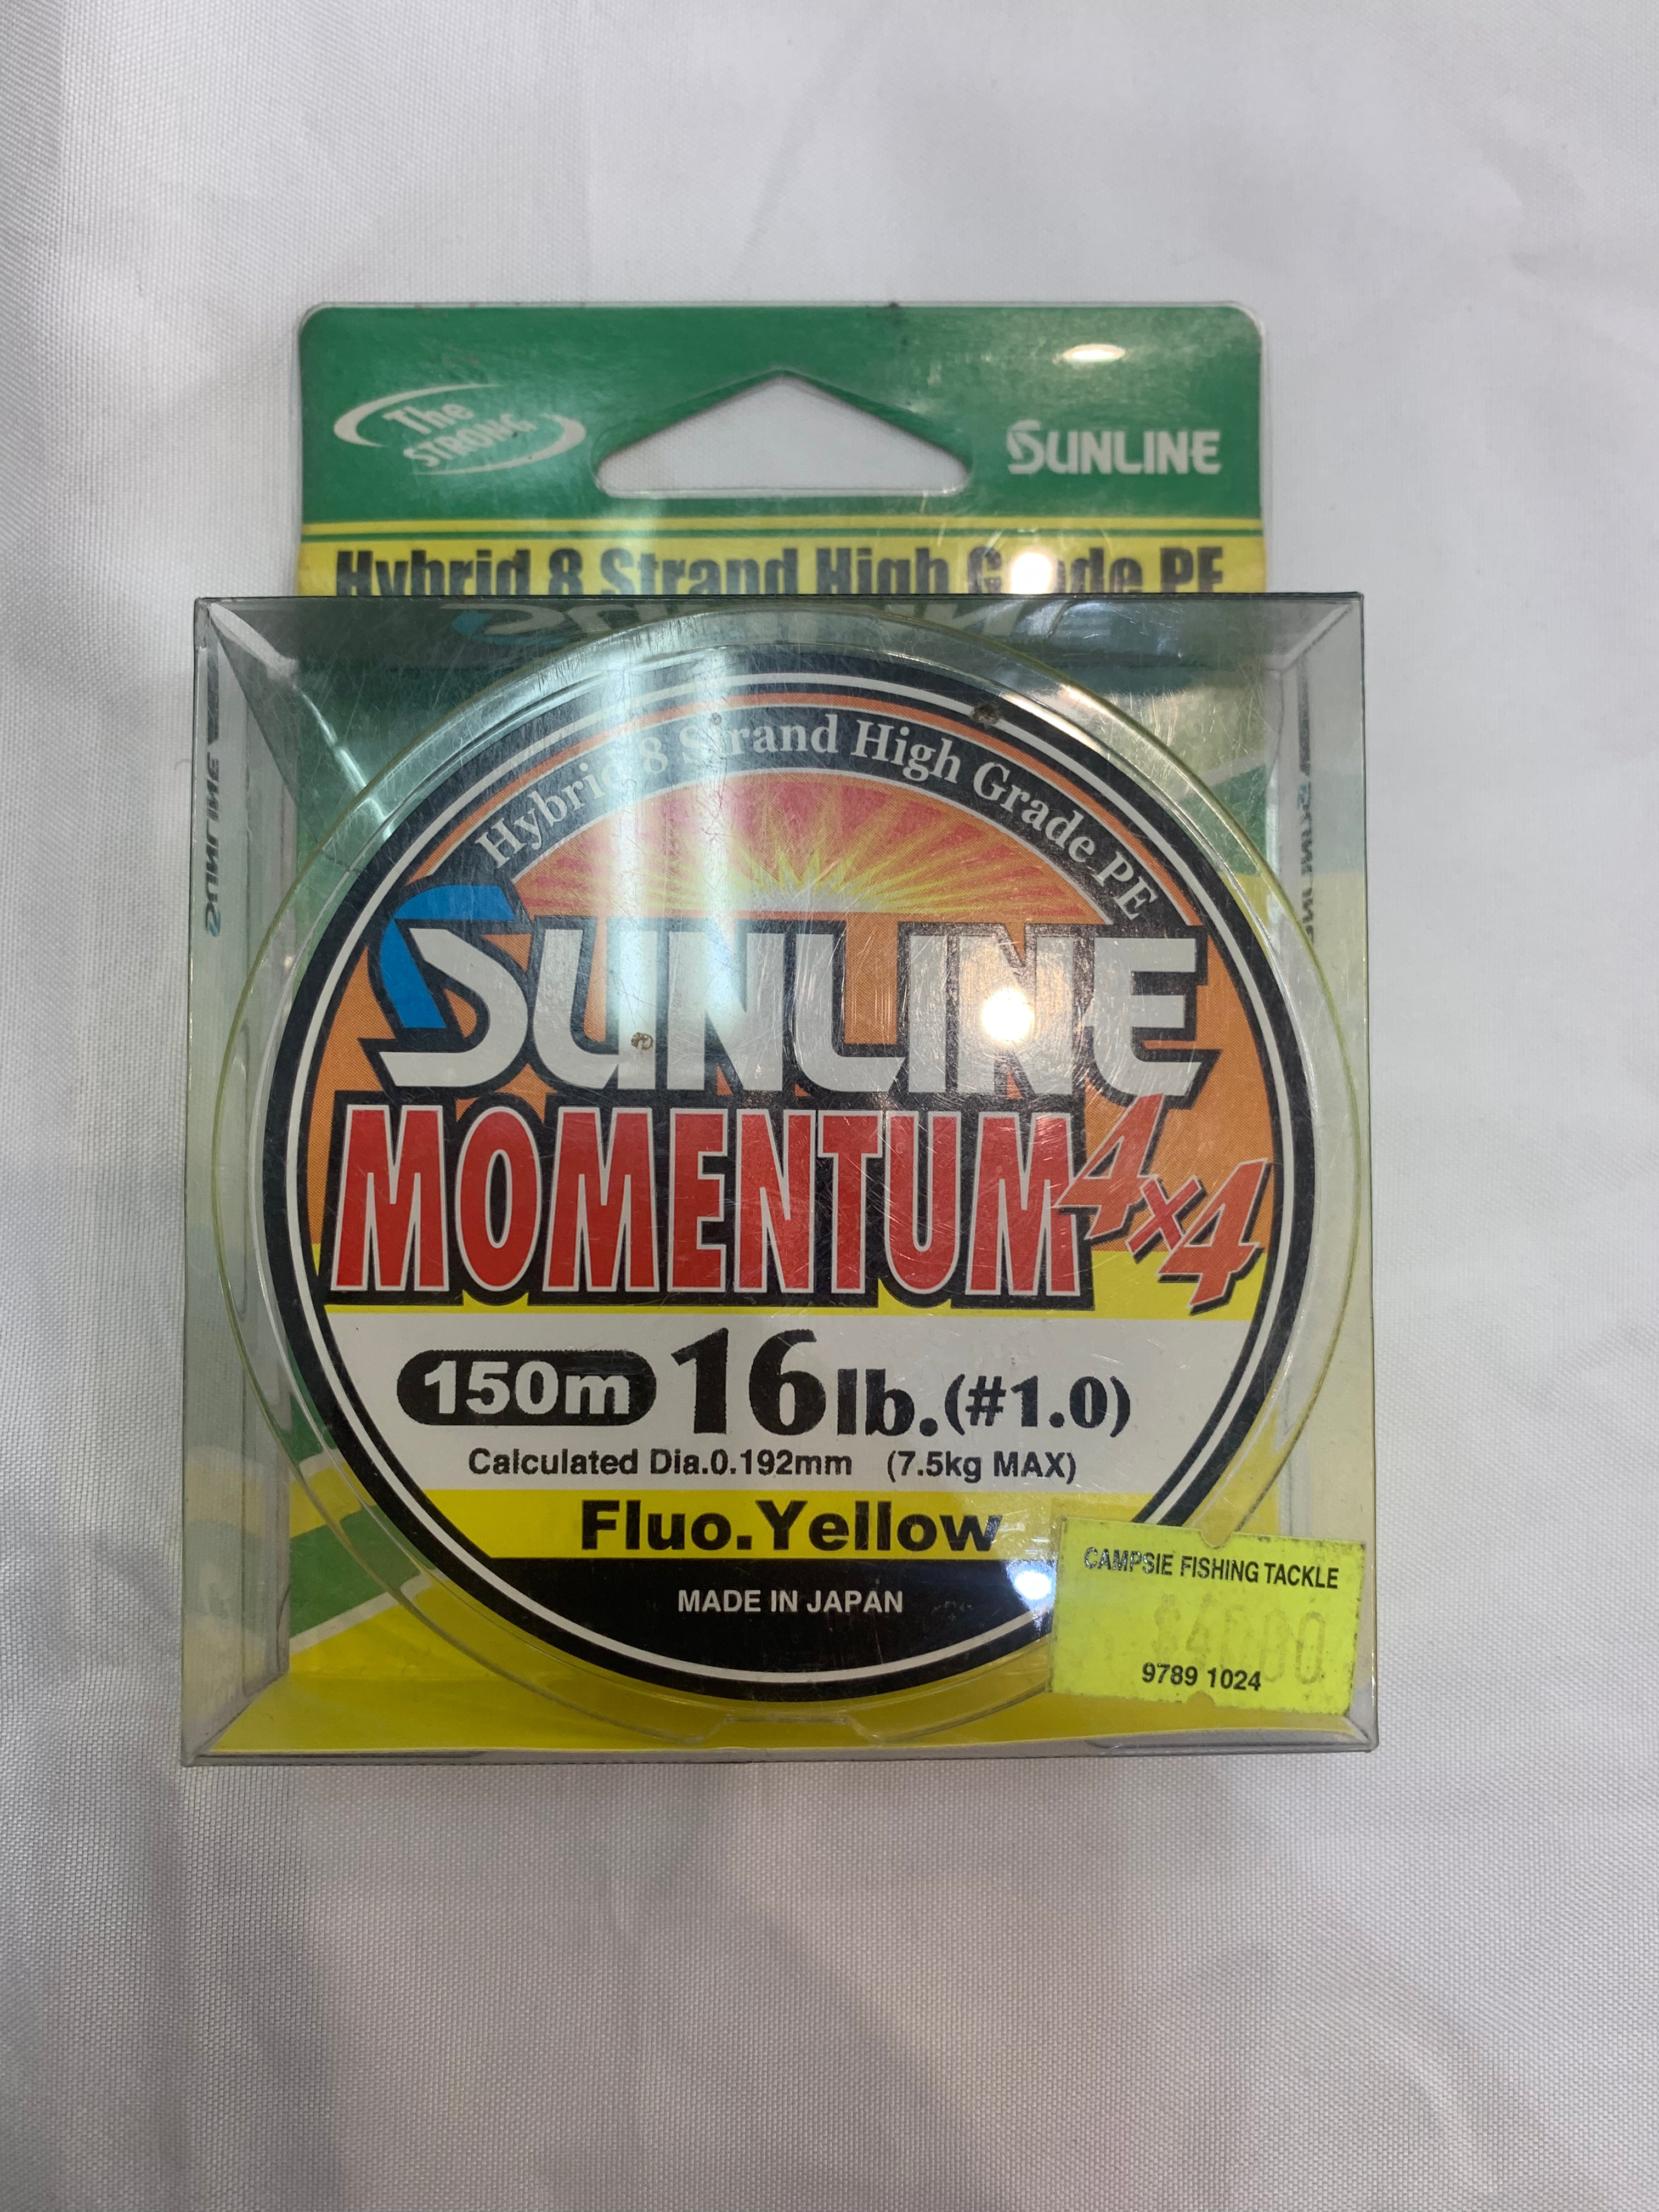 The
STRONG
SUNLINE
Hybrid 8 Strand High Grade PE
SUNLINE
Hybrid 8 Strand High Grade PE
SUNLINE
MOMENTUM 4x4
150m 16lb. (#1.0)
Calculated Dia.0.192mm (7.5kg MAX)
Fluo.Yellow
MADE IN JAPAN
CAMPSIE FISHING TACKLE
9789 1024